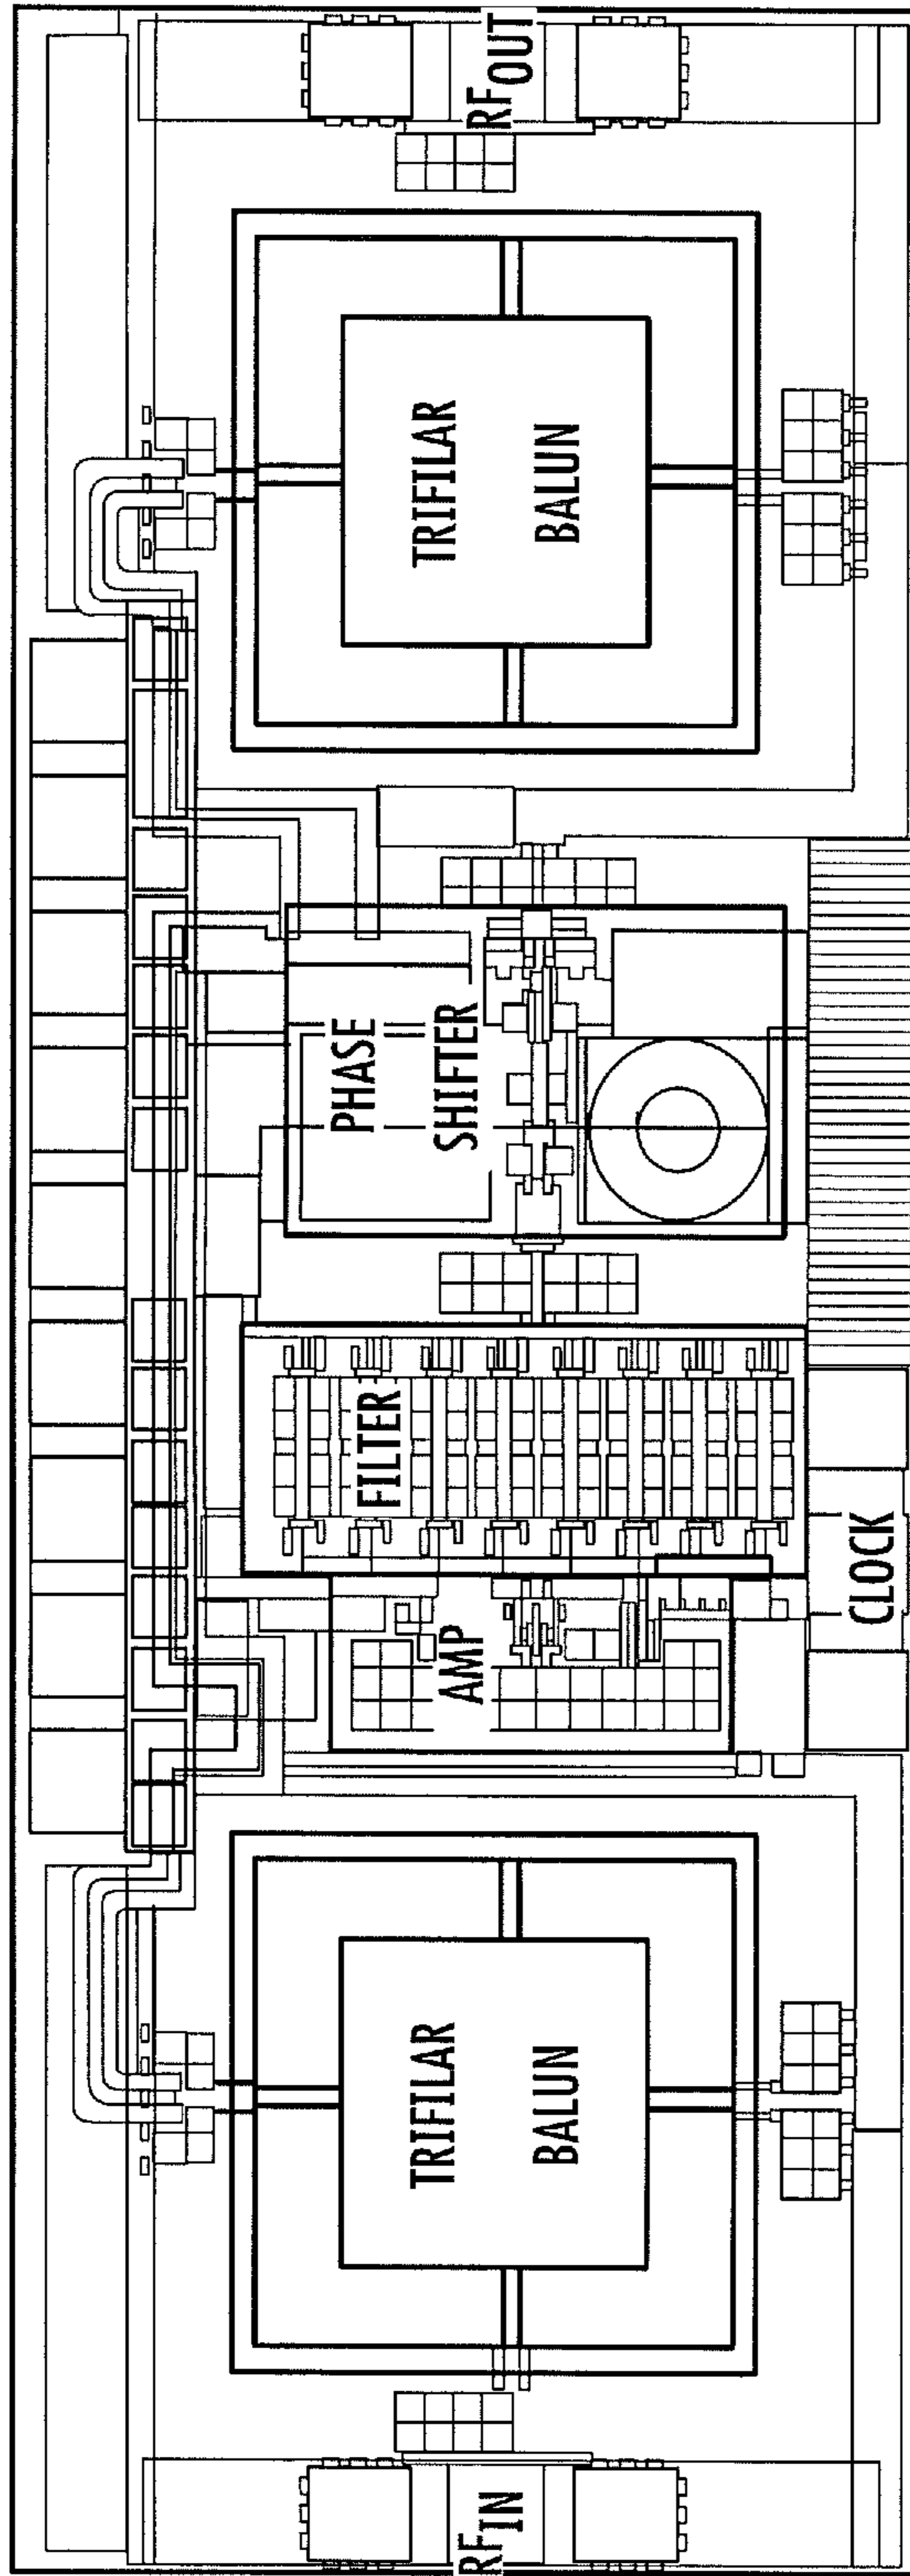 RFIN
TRIFILAR
BALUN
AMP
FILTER
CLOCK
PHASE
SHIFTER
TRIFILAR
BALUN
RFOUT